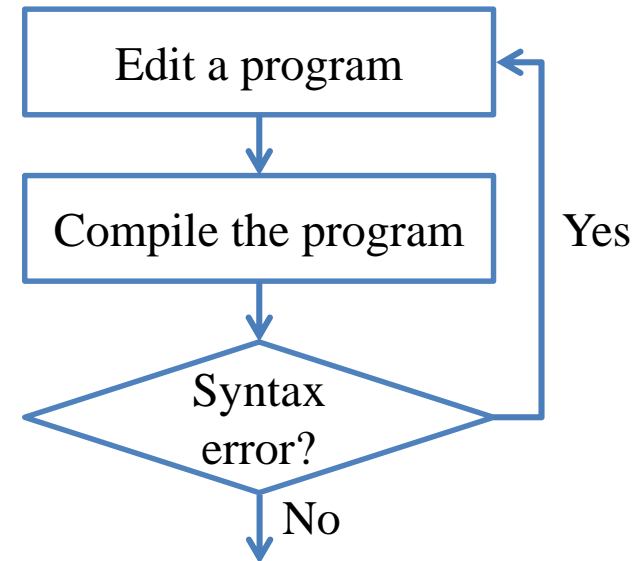 Edit a program
Compile the program
Yes
Syntax
error?
No